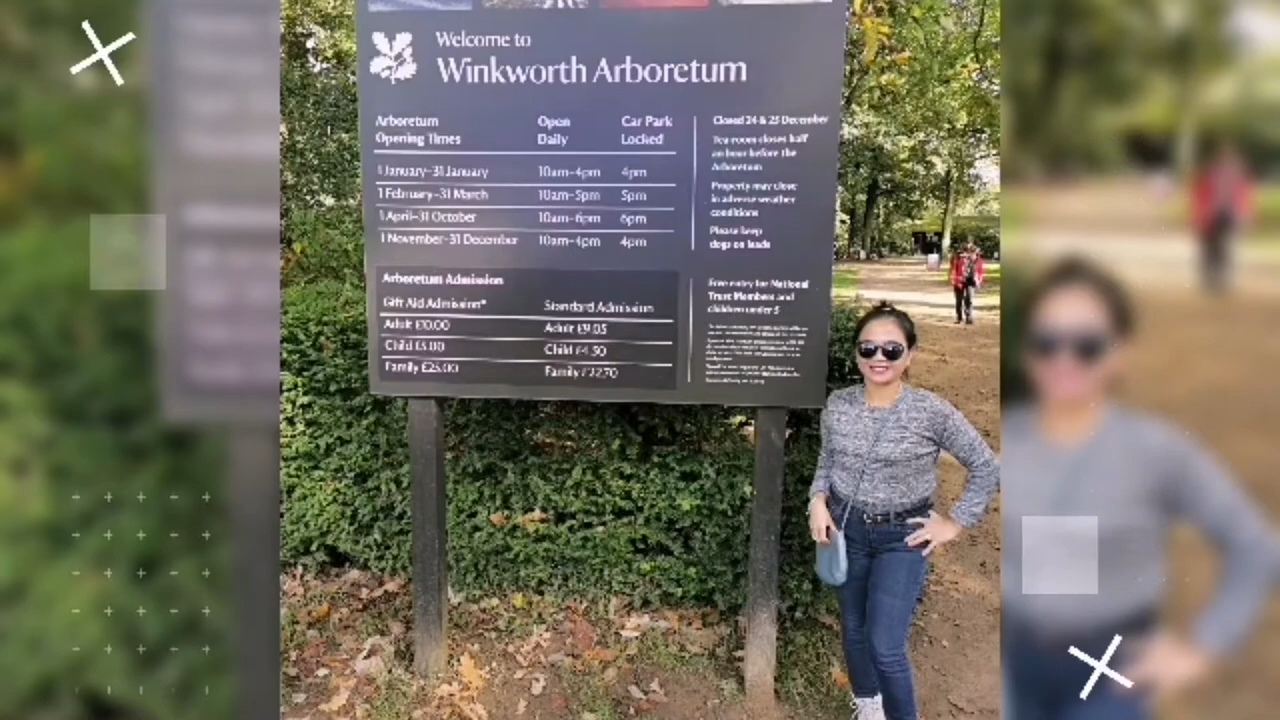 Welcome to
Winkworth Arboretum
Arboretum Opening Times
Open Daily
Car Park Locked
1 January–31 January 10am–4pm 4pm
1 February–31 March 10am–5pm 5pm
1 April–31 October 10am–6pm 6pm
1 November–31 December 10am–4pm 4pm
Closed 24 & 25 December
Tea-room closes half
an hour before the
Arboretum
Property may close
in adverse weather
conditions
Please keep
dogs on leads
Arboretum Admission
Gift Aid Admission* Standard Admission
Adult £10.00 Adult £9.05
Child £5.00 Child £4.50
Family £25.00 Family £22.70
Free entry for National
Trust Members and
children under 5